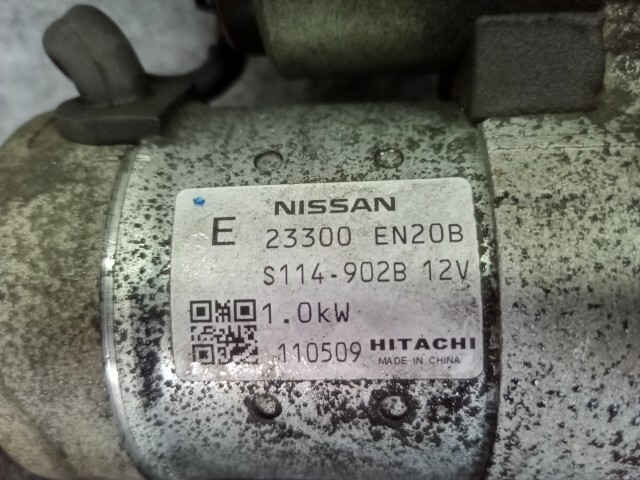 NISSAN
E 23300 EN20B
S114-902B 12V
1.0kW
110509 HITACHI
MADE IN CHINA